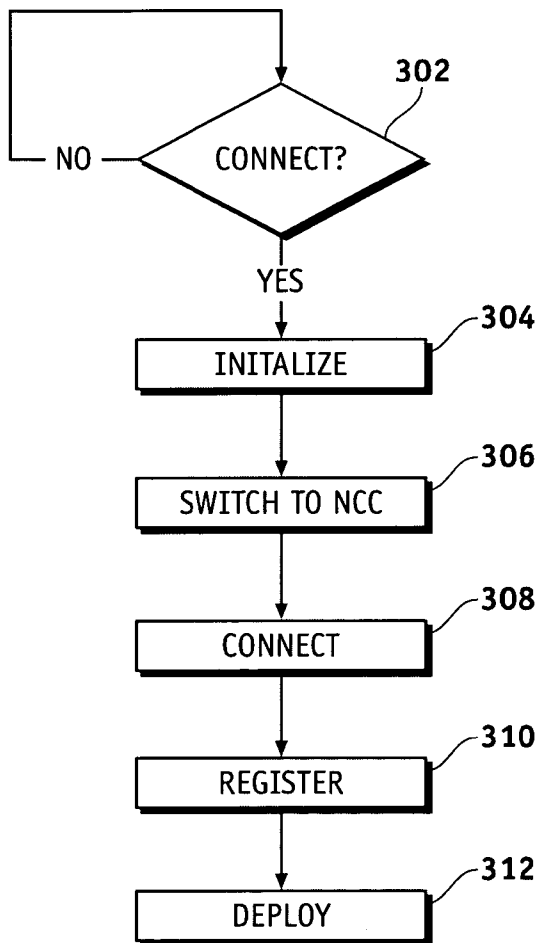 302
CONNECT?
NO
YES
304
INITALIZE
306
SWITCH TO NCC
308
CONNECT
310
REGISTER
312
DEPLOY